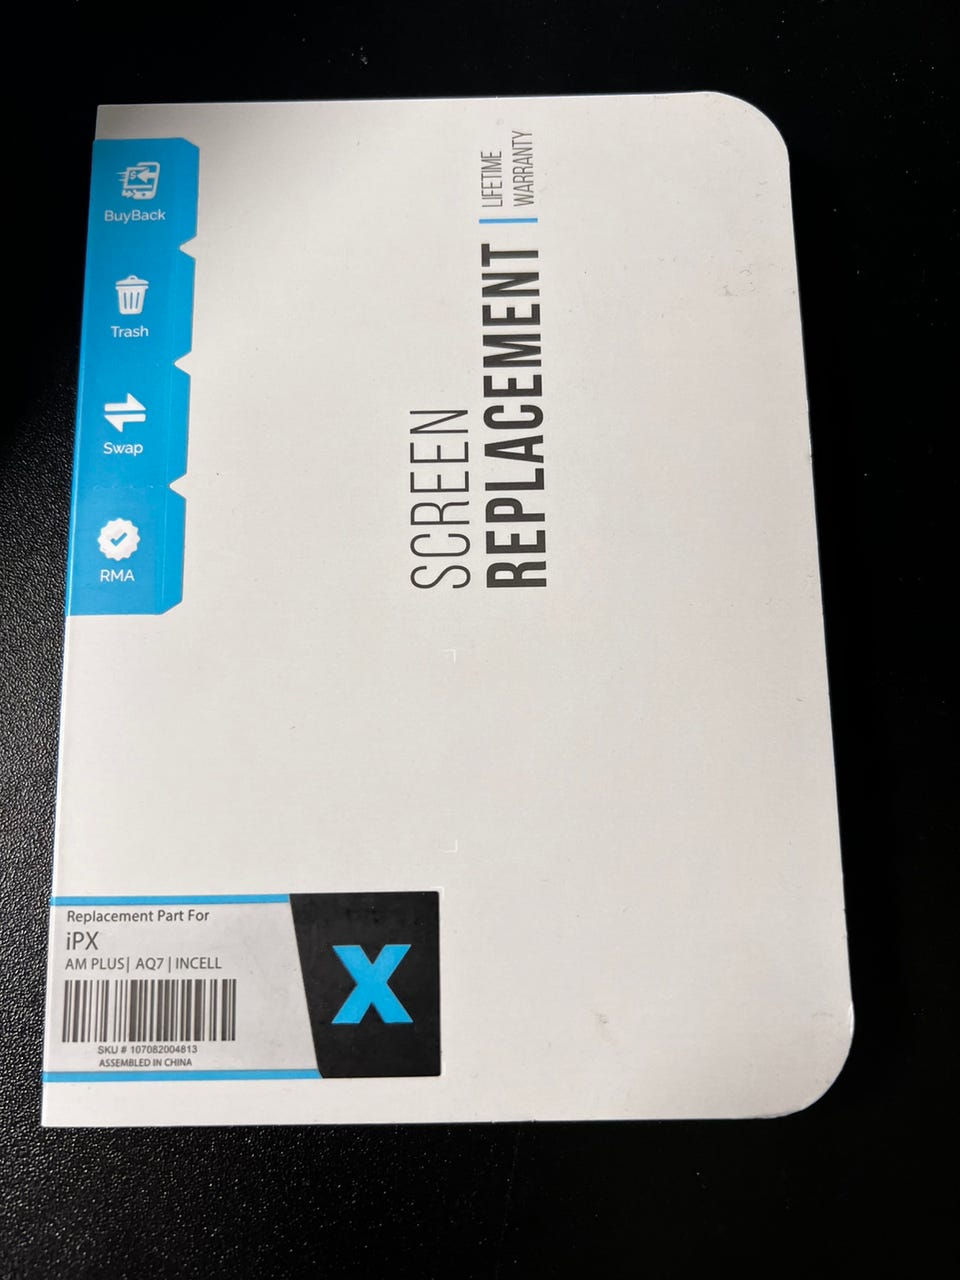 BuyBack
Trash
Swap
RMA
SCREEN
REPLACEMENT
LIFETIME
WARRANTY
Replacement Part For
iPX
AM PLUS| AQ7 | INCELL
SKU # 107082004813
ASSEMBLED IN CHINA
X